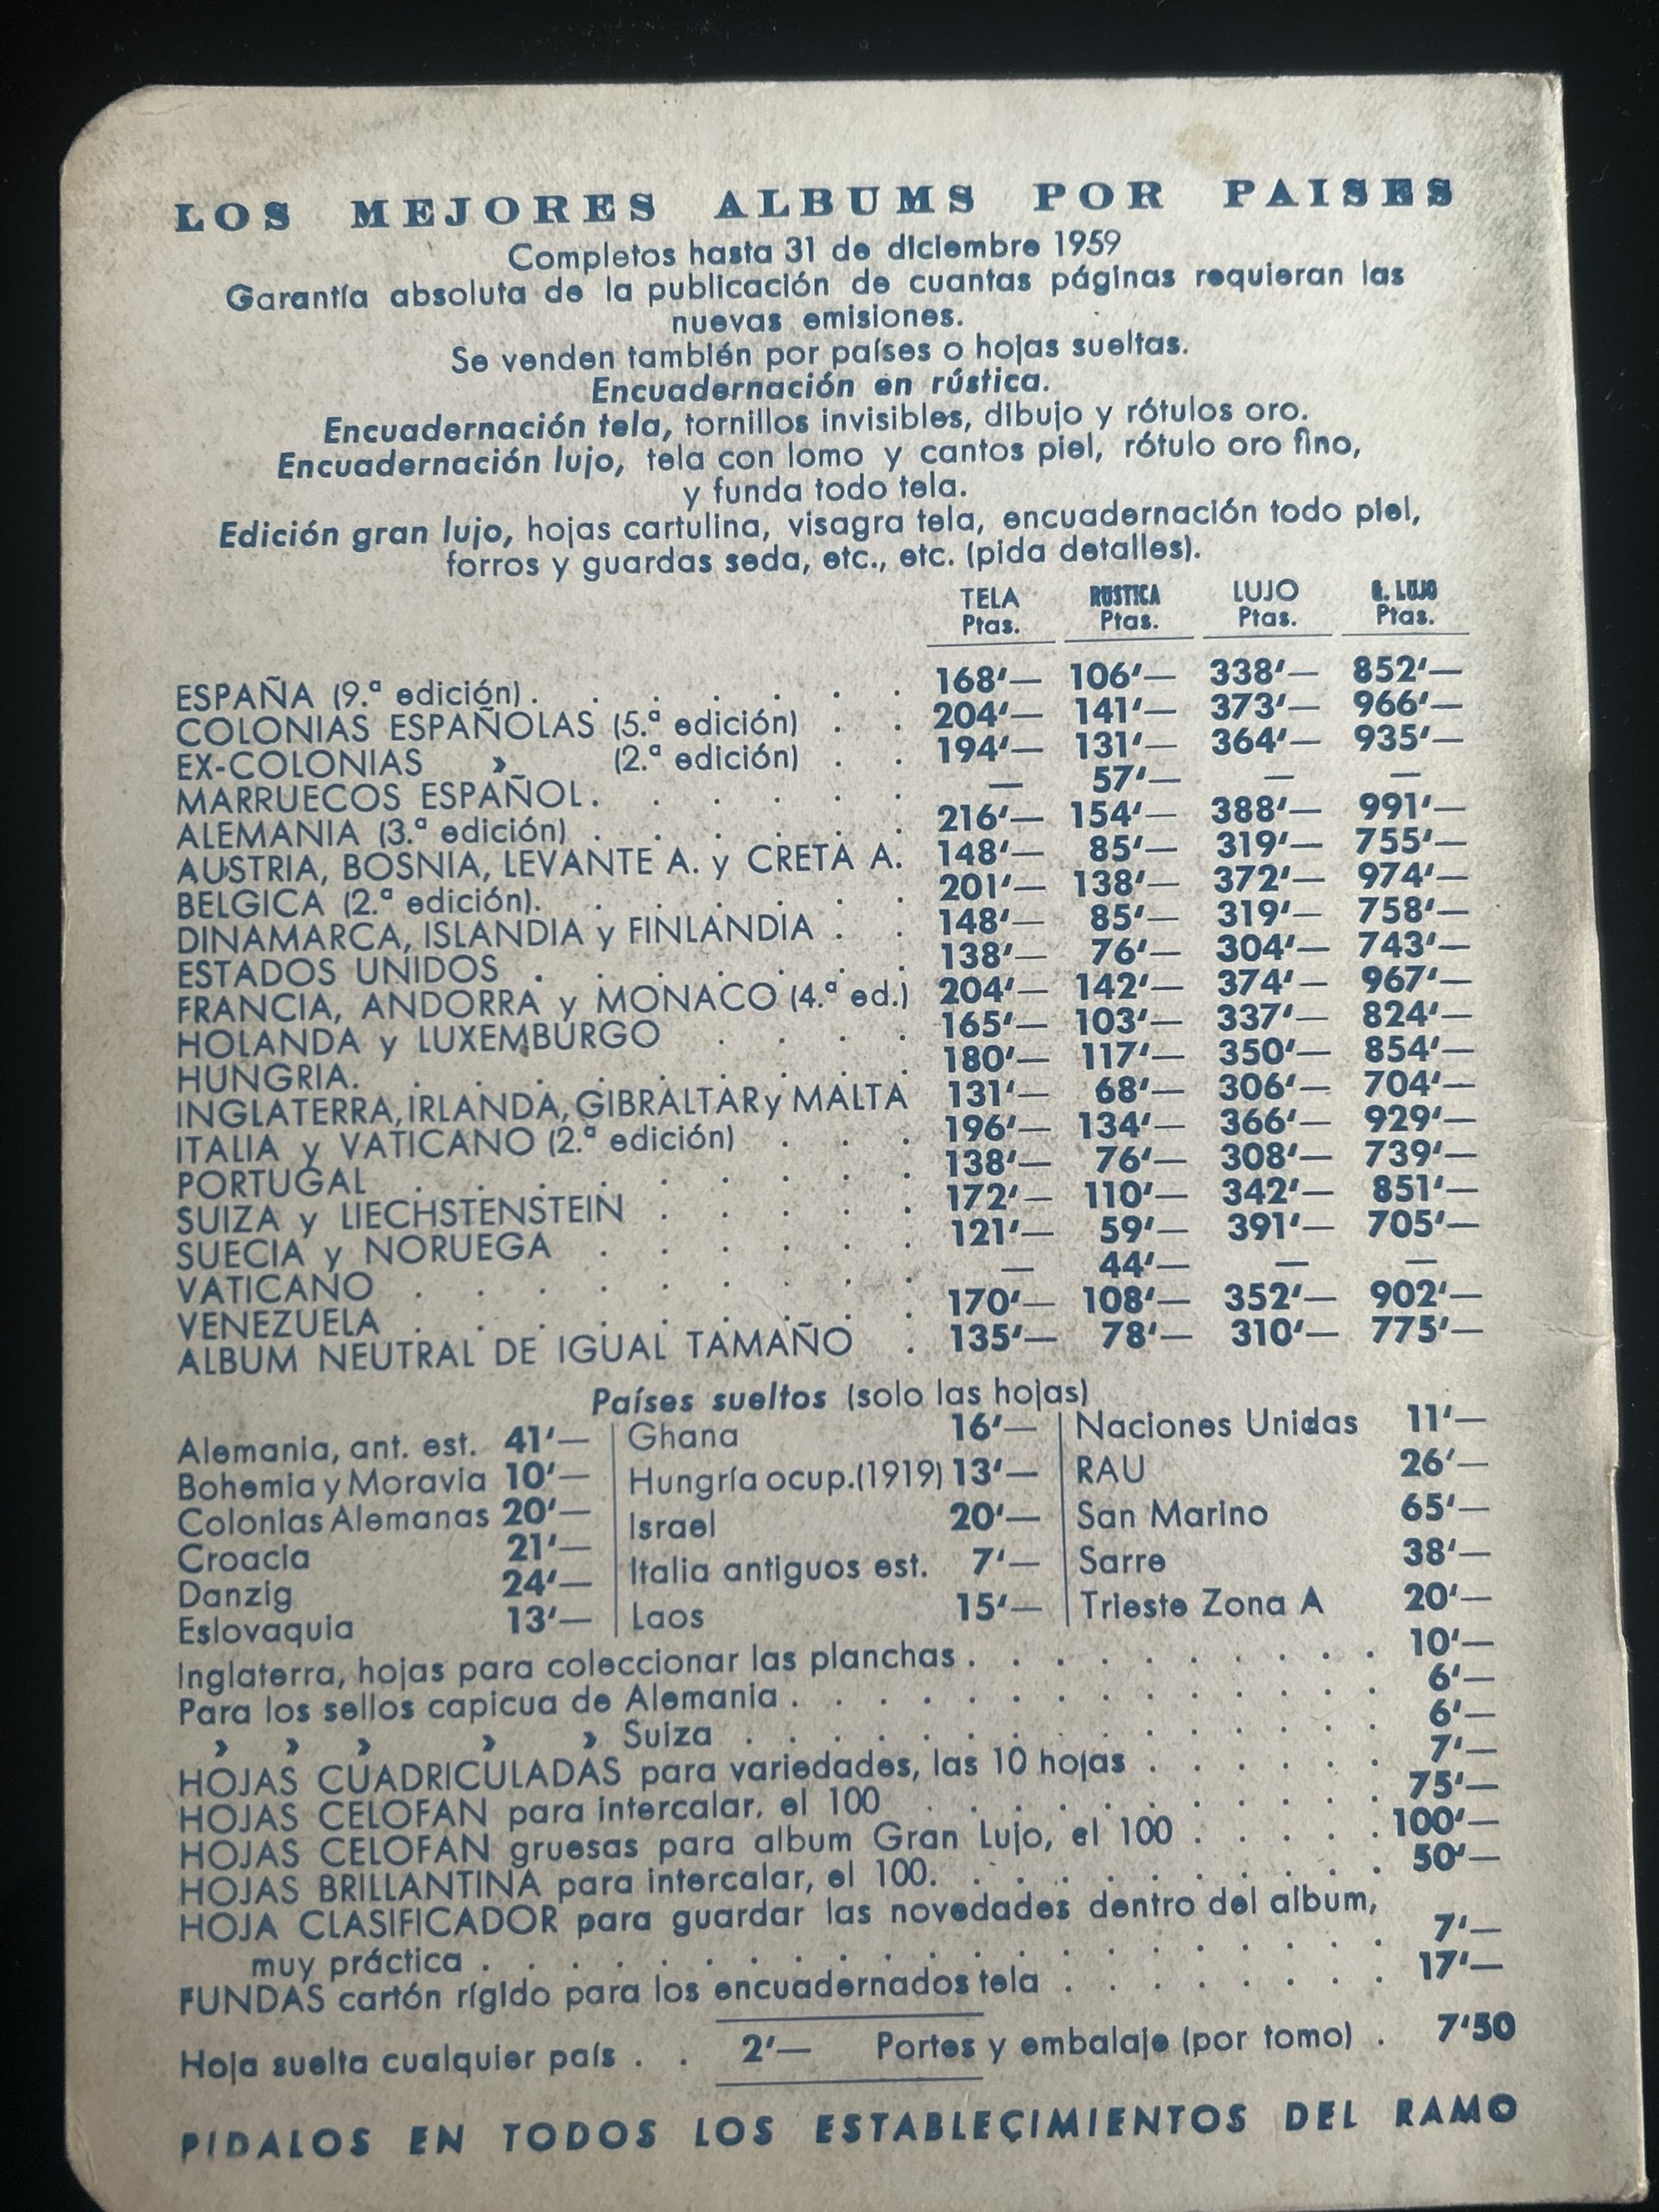 LOS MEJORES ALBUMS POR PAISES
Completos hasta 31 de diciembre 1959
Garantía absoluta de la publicación de cuantas páginas requieran las
nuevas emisiones.
Se venden también por países o hojas sueltas.
Encuadernación en rústica.
Encuadernación tela, tornillos invisibles, dibujo y rótulos oro.
Encuadernación lujo, tela con lomo y cantos piel, rótulo oro fino,
y funda todo tela.
Edición gran lujo, hojas cartulina, visagra tela, encuadernación todo piel,
forros y guardas seda, etc., etc. (pida detalles).
TELA RUSTICA LUJO G. LUJO
Ptas. Ptas. Ptas. Ptas.
ESPAÑA (9.ª edición) . . . . . . . 168'— 106'— 338'— 852'—
COLONIAS ESPAÑOLAS (5.ª edición) . . 204'— 141'— 373'— 966'—
EX-COLONIAS » (2.ª edición) . . 194'— 131'— 364'— 935'—
MARRUECOS ESPAÑOL . . . . . . — 57'— — —
ALEMANIA (3.ª edición) . . . . . . 216'— 154'— 388'— 991'—
AUSTRIA, BOSNIA, LEVANTE A. y CRETA A. 148'— 85'— 319'— 755'—
BELGICA (2.ª edición). . . . . . . 201'— 138'— 372'— 974'—
DINAMARCA, ISLANDIA y FINLANDIA . . 148'— 85'— 319'— 758'—
ESTADOS UNIDOS . . . . . . . 138'— 76'— 304'— 743'—
FRANCIA, ANDORRA y MONACO (4.ª ed.) 204'— 142'— 374'— 967'—
HOLANDA y LUXEMBURGO . . . . 165'— 103'— 337'— 824'—
HUNGRIA. . . . . . . . . . 180'— 117'— 350'— 854'—
INGLATERRA, IRLANDA, GIBRALTAR y MALTA 131'— 68'— 306'— 704'—
ITALIA y VATICANO (2.ª edición) . . . 196'— 134'— 366'— 929'—
PORTUGAL . . . . . . . . . 138'— 76'— 308'— 739'—
SUIZA y LIECHSTENSTEIN . . . . . 172'— 110'— 342'— 851'—
SUECIA y NORUEGA . . . . . . 121'— 59'— 391'— 705'—
VATICANO . . . . . . . . . — 44'— — —
VENEZUELA . . . . . . . . . 170'— 108'— 352'— 902'—
ALBUM NEUTRAL DE IGUAL TAMAÑO . 135'— 78'— 310'— 775'—
Países sueltos (solo las hojas)
Alemania, ant. est. 41'— Ghana 16'— Naciones Unidas 11'—
Bohemia y Moravia 10'— Hungría ocup.(1919) 13'— RAU 26'—
Colonias Alemanas 20'— Israel 20'— San Marino 65'—
Croacia 21'— Italia antiguos est. 7'— Sarre 38'—
Danzig 24'— Laos 15'— Trieste Zona A 20'—
Eslovaquia 13'—
Inglaterra, hojas para coleccionar las planchas . . . . . . . . . 10'—
Para los sellos capicua de Alemania . . . . . . . . . . . . 6'—
» » » » » Suiza . . . . . . . . . . . 6'—
HOJAS CUADRICULADAS para variedades, las 10 hojas . . . . . 7'—
HOJAS CELOFAN para intercalar, el 100 . . . . . . . . . 75'—
HOJAS CELOFAN gruesas para album Gran Lujo, el 100 . . . . . 100'—
HOJAS BRILLANTINA para intercalar, el 100. . . . . . . . . 50'—
HOJA CLASIFICADOR para guardar las novedades dentro del album,
muy práctica . . . . . . . . . . . . . . . . 7'—
FUNDAS cartón rígido para los encuadernados tela . . . . . . . 17'—
Hoja suelta cualquier país . . 2'— Portes y embalaje (por tomo) . 7'50
PIDALOS EN TODOS LOS ESTABLECIMIENTOS DEL RAMO